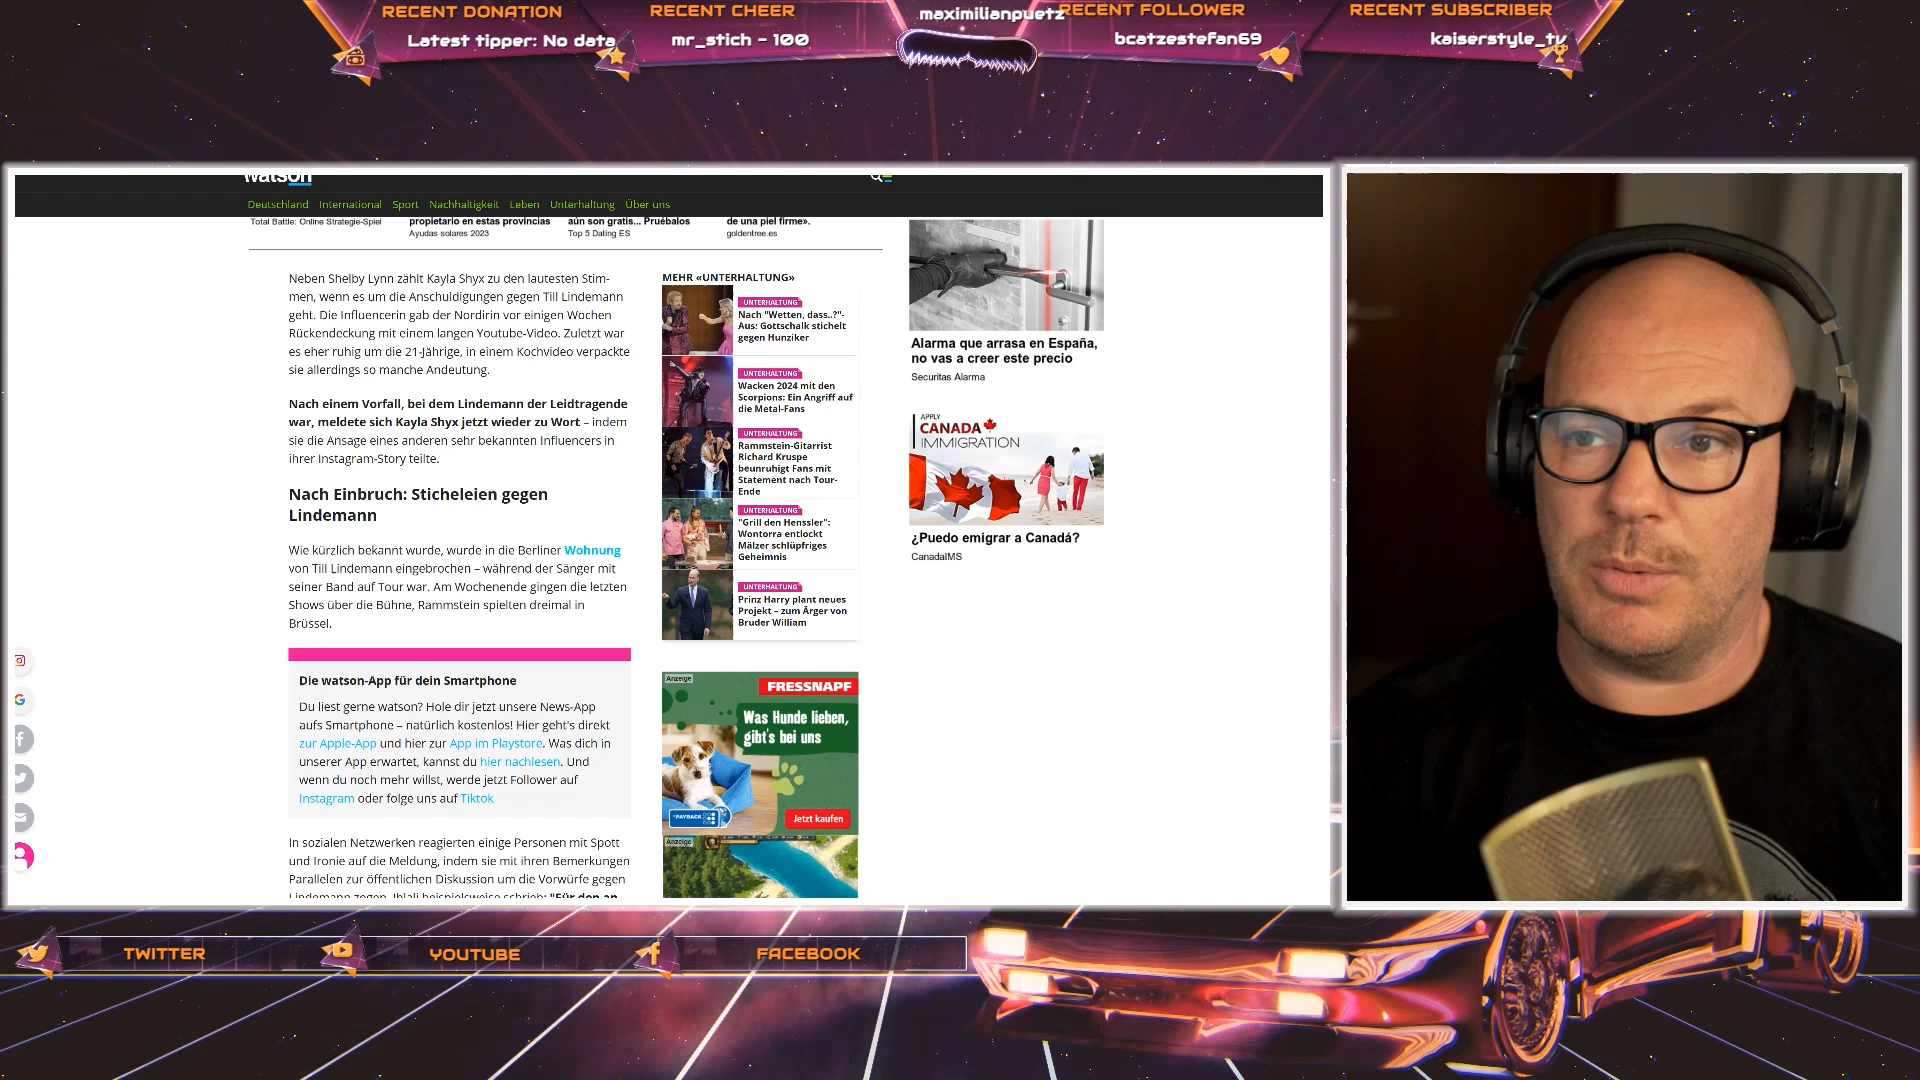 RECENT DONATION
Latest tipper: No data
RECENT CHEER
mr_stich - 100
maximilianpuetz
RECENT FOLLOWER
bcatzestefan69
RECENT SUBSCRIBER
kaiserstyle_tv
watson
Deutschland International Sport Nachhaltigkeit Leben Unterhaltung Über uns
Total Battle: Online Strategie-Spiel
propietario en estas provincias
Ayudas solares 2023
aún son gratis... Pruébalos
Top 5 Dating ES
de una piel firme».
goldentree.es
Neben Shelby Lynn zählt Kayla Shyx zu den lautesten Stim-
men, wenn es um die Anschuldigungen gegen Till Lindemann
geht. Die Influencerin gab der Nordirin vor einigen Wochen
Rückendeckung mit einem langen Youtube-Video. Zuletzt war
es eher ruhig um die 21-Jährige, in einem Kochvideo verpackte
sie allerdings so manche Andeutung.
Nach einem Vorfall, bei dem Lindemann der Leidtragende
war, meldete sich Kayla Shyx jetzt wieder zu Wort – indem
sie die Ansage eines anderen sehr bekannten Influencers in
ihrer Instagram-Story teilte.
Nach Einbruch: Sticheleien gegen
Lindemann
Wie kürzlich bekannt wurde, wurde in die Berliner Wohnung
von Till Lindemann eingebrochen – während der Sänger mit
seiner Band auf Tour war. Am Wochenende gingen die letzten
Shows über die Bühne, Rammstein spielten dreimal in
Brüssel.
Die watson-App für dein Smartphone
Du liest gerne watson? Hole dir jetzt unsere News-App
aufs Smartphone – natürlich kostenlos! Hier geht's direkt
zur Apple-App und hier zur App im Playstore. Was dich in
unserer App erwartet, kannst du hier nachlesen. Und
wenn du noch mehr willst, werde jetzt Follower auf
Instagram oder folge uns auf Tiktok
In sozialen Netzwerken reagierten einige Personen mit Spott
und Ironie auf die Meldung, indem sie mit ihren Bemerkungen
Parallelen zur öffentlichen Diskussion um die Vorwürfe gegen
Lindemann zogen. Iblali beispielsweise schrieb: "Für den an-
MEHR «UNTERHALTUNG»
UNTERHALTUNG
Nach "Wetten, dass..?"-
Aus: Gottschalk stichelt
gegen Hunziker
UNTERHALTUNG
Wacken 2024 mit den
Scorpions: Ein Angriff auf
die Metal-Fans
UNTERHALTUNG
Rammstein-Gitarrist
Richard Kruspe
beunruhigt Fans mit
Statement nach Tour-
Ende
UNTERHALTUNG
"Grill den Henssler":
Wontorra entlockt
Mälzer schlüpfriges
Geheimnis
UNTERHALTUNG
Prinz Harry plant neues
Projekt – zum Ärger von
Bruder William
Anzeige
FRESSNAPF
Was Hunde lieben,
gibt's bei uns
PAYBACK
Jetzt kaufen
Anzeige
Alarma que arrasa en España,
no vas a creer este precio
Securitas Alarma
APPLY
CANADA
IMMIGRATION
¿Puedo emigrar a Canadá?
CanadaIMS
TWITTER
YOUTUBE
FACEBOOK